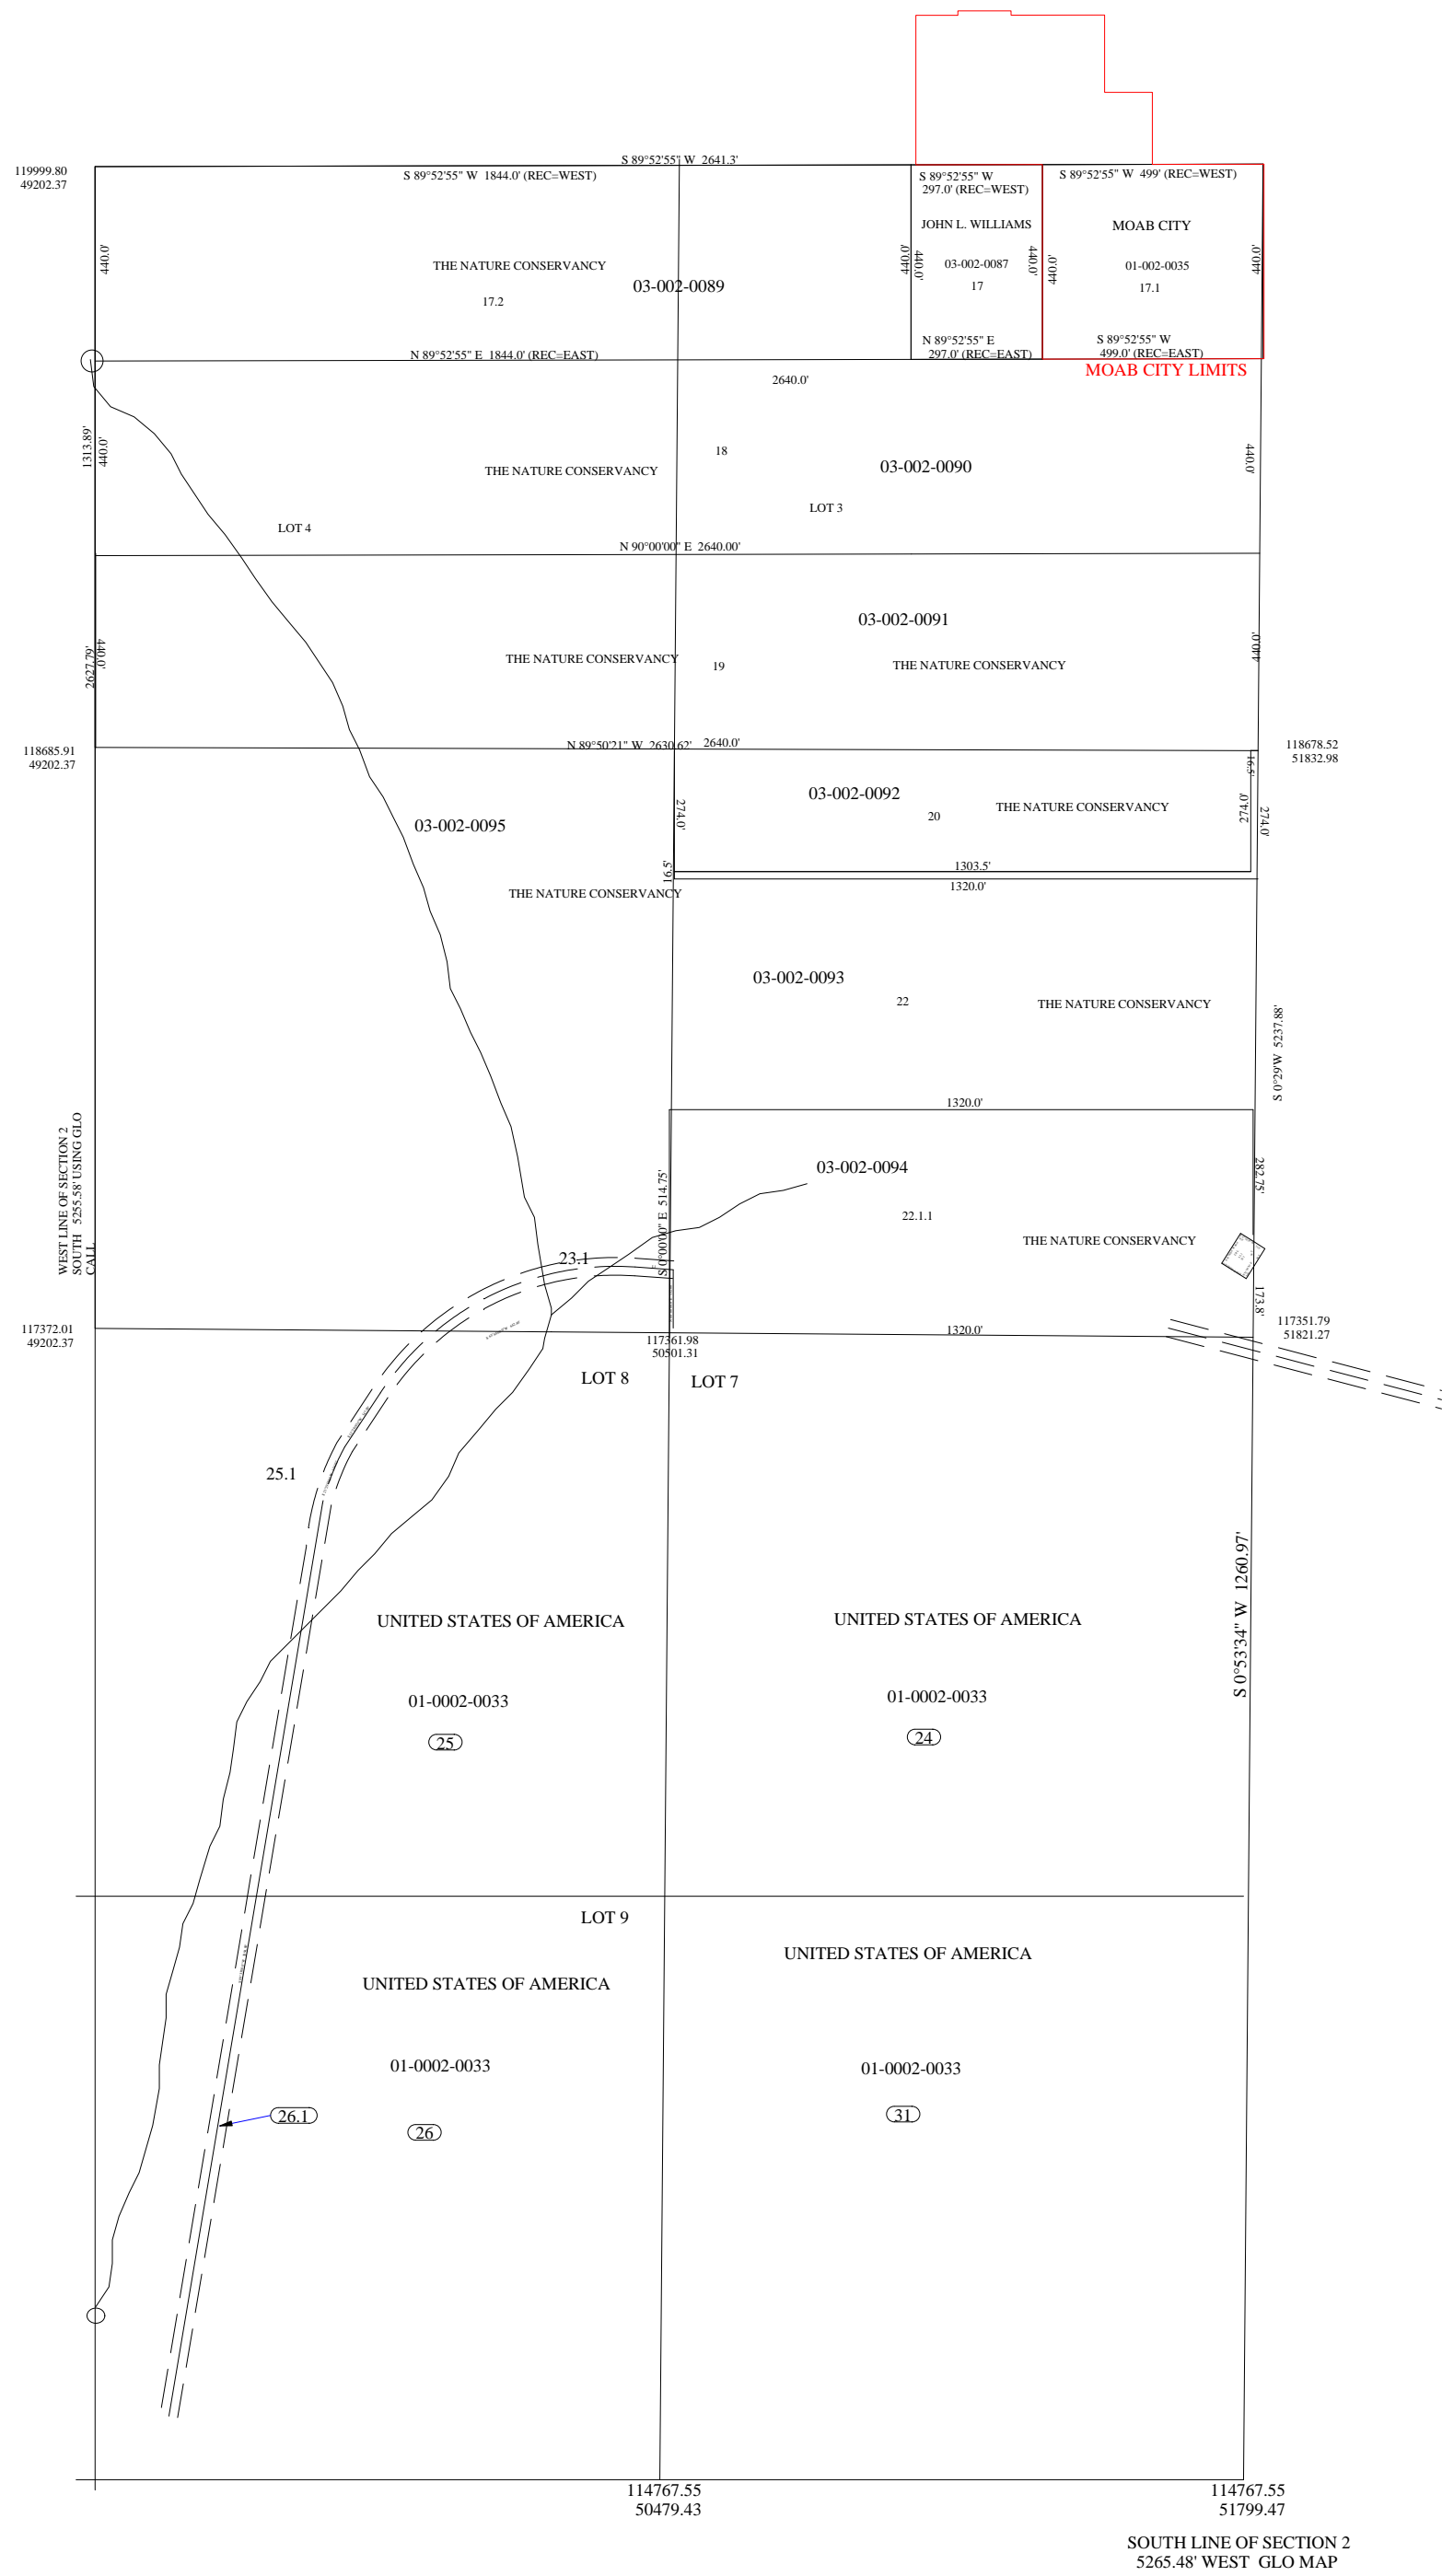 S 89°52'55" W  2641.3'
119999.80
49202.37
S 89°52'55" W  1844.0' (REC=WEST)
S 89°52'55" W
297.0' (REC=WEST)
S 89°52'55" W  499' (REC=WEST)
440.0'
THE NATURE CONSERVANCY
03-002-0089
17.2
440.0'
440.0'
JOHN L. WILLIAMS
03-002-0087
17
440.0'
440.0'
MOAB CITY
01-002-0035
17.1
440.0'
N 89°52'55" E  1844.0' (REC=EAST)
N 89°52'55" E
297.0' (REC=EAST)
S 89°52'55" W
499.0' (REC=EAST)
MOAB CITY LIMITS
2640.0'
1313.89'
440.0'
THE NATURE CONSERVANCY
18
03-002-0090
440.0'
LOT 4
LOT 3
N 90°00'00" E  2640.00'
03-002-0091
2627.79'
440.0'
THE NATURE CONSERVANCY
19
THE NATURE CONSERVANCY
440.0'
N 89°50'21" W  2630.62'
2640.0'
118685.91
49202.37
118678.52
51832.98
16.5'
03-002-0092
20
THE NATURE CONSERVANCY
274.0'
274.0'
274.0'
03-002-0095
16.5'
1303.5'
1320.0'
THE NATURE CONSERVANCY
03-002-0093
22
THE NATURE CONSERVANCY
S 0°29'W  5237.88'
1320.0'
WEST LINE OF SECTION 2
SOUTH   5255.58' USING GLO
CALL
S 0°00'00" E  514.75'
03-002-0094
22.1.1
THE NATURE CONSERVANCY
282.75'
173.8'
23.1
117372.01
49202.37
117361.98
50501.31
1320.0'
117351.79
51821.27
LOT 8
LOT 7
25.1
S 0°53'34" W  1260.97'
UNITED STATES OF AMERICA
UNITED STATES OF AMERICA
01-0002-0033
01-0002-0033
25
24
LOT 9
UNITED STATES OF AMERICA
UNITED STATES OF AMERICA
01-0002-0033
01-0002-0033
26.1
26
31
114767.55
50479.43
114767.55
51799.47
SOUTH LINE OF SECTION 2
5265.48' WEST  GLO MAP